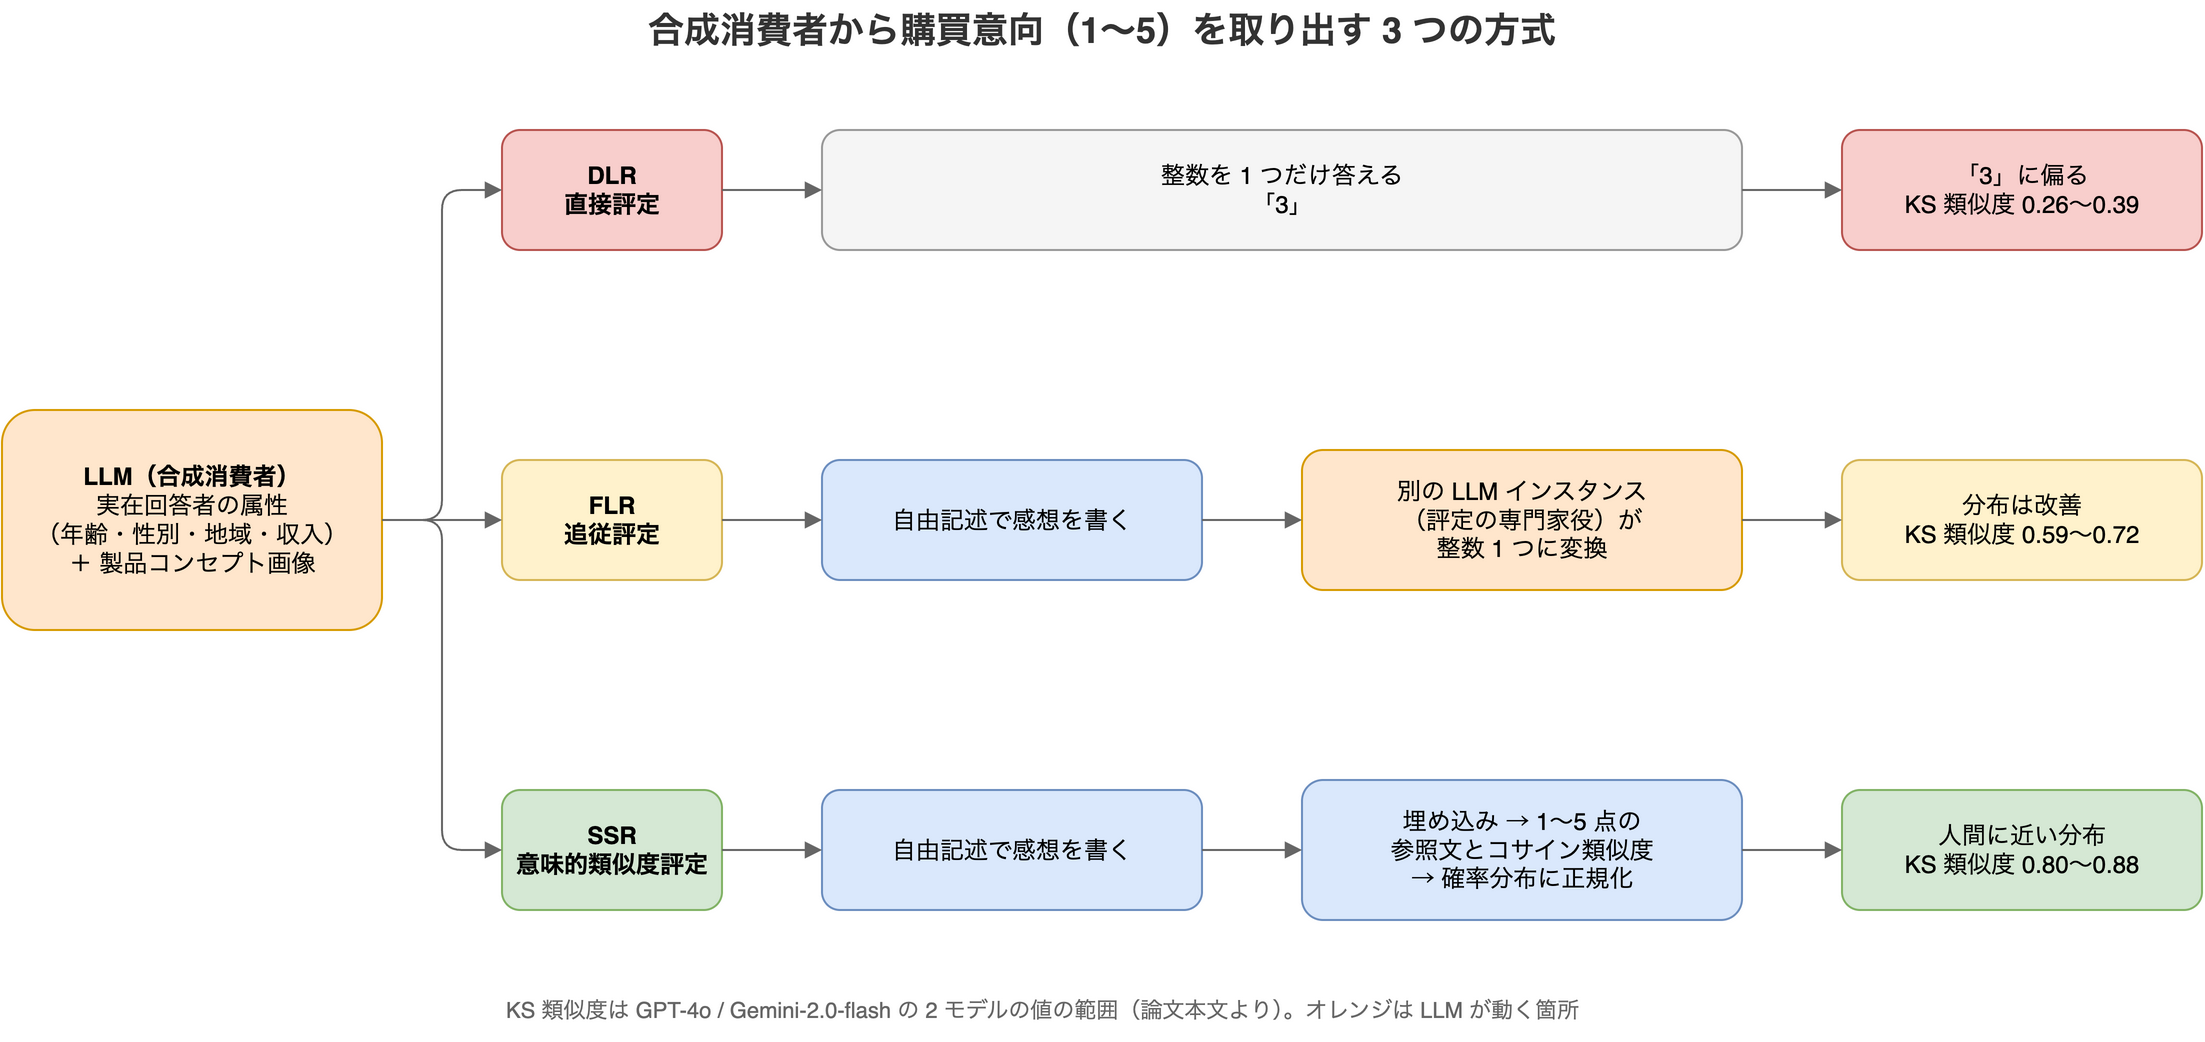 合成消費者から購買意向（1〜5）を取り出す 3 つの方式
DLR
直接評定
整数を 1 つだけ答える
「3」
「3」に偏る
KS 類似度 0.26〜0.39
LLM（合成消費者）
実在回答者の属性
（年齢・性別・地域・収入）
＋ 製品コンセプト画像
FLR
追従評定
自由記述で感想を書く
別の LLM インスタンス
（評定の専門家役）が
整数 1 つに変換
分布は改善
KS 類似度 0.59〜0.72
SSR
意味的類似度評定
自由記述で感想を書く
埋め込み → 1〜5 点の
参照文とコサイン類似度
→ 確率分布に正規化
人間に近い分布
KS 類似度 0.80〜0.88
KS 類似度は GPT-4o / Gemini-2.0-flash の 2 モデルの値の範囲（論文本文より）。オレンジは LLM が動く箇所